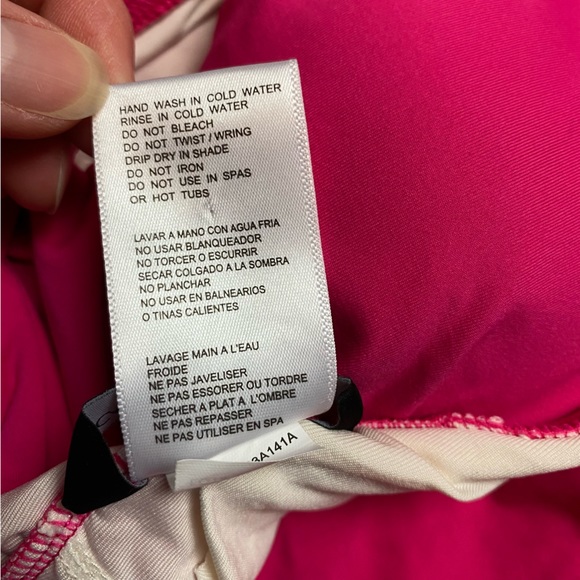 HAND WASH IN COLD WATER
RINSE IN COLD WATER
DO NOT BLEACH
DO NOT TWIST / WRING
DRIP DRY IN SHADE
DO NOT IRON
DO NOT USE IN SPAS
OR HOT TUBS
LAVAR A MANO CON AGUA FRIA
NO USAR BLANQUEADOR
NO TORCER O ESCURRIR
SECAR COLGADO A LA SOMBRA
NO PLANCHAR
NO USAR EN BALNEARIOS
O TINAS CALIENTES
LAVAGE MAIN A L'EAU
FROIDE
NE PAS JAVELISER
NE PAS ESSORER OU TORDRE
SECHER A PLAT A L'OMBRE
NE PAS REPASSER
NE PAS UTILISER EN SPA